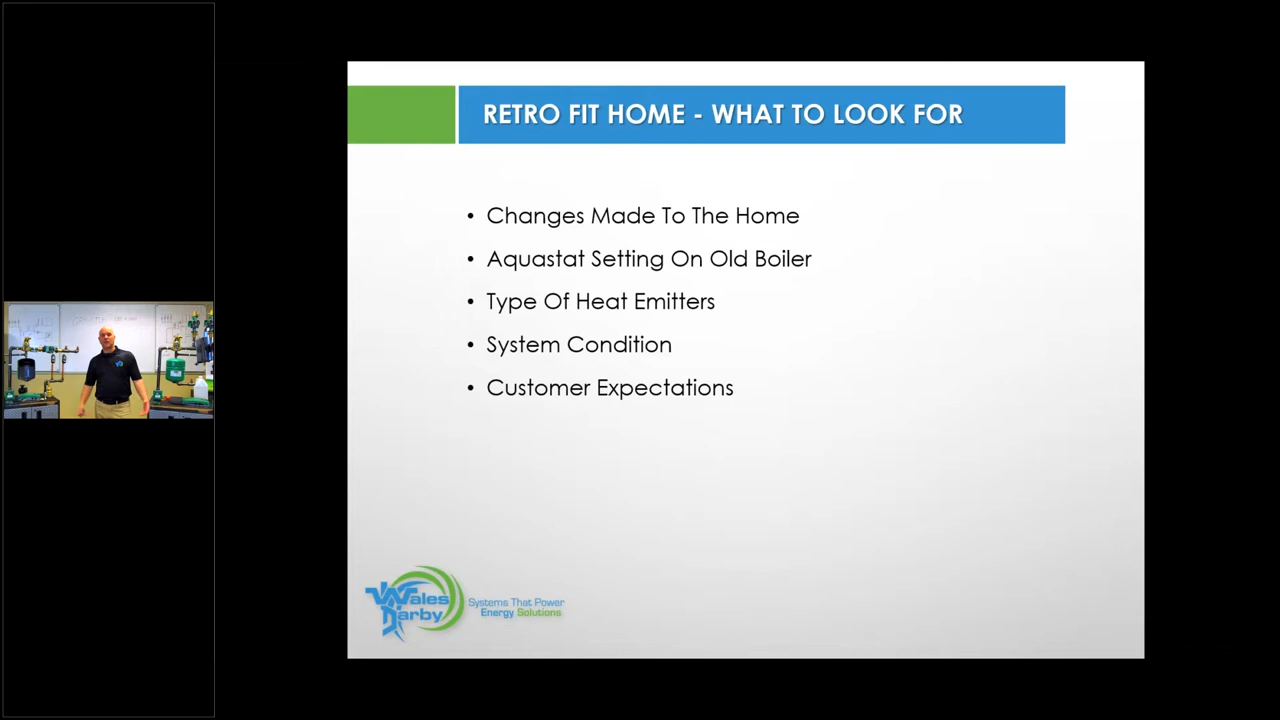 RETRO FIT HOME - WHAT TO LOOK FOR
• Changes Made To The Home
• Aquastat Setting On Old Boiler
• Type Of Heat Emitters
• System Condition
• Customer Expectations
Wales Darby
Systems That Power
Energy Solutions